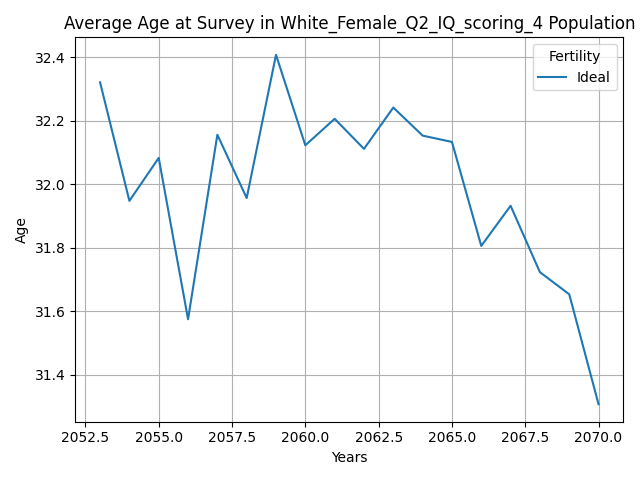 Average Age at Survey in White_Female_Q2_IQ_scoring_4 Population
Fertility
Ideal
32.4
32.2
32.0
31.8
31.6
31.4
Age
2052.5 2055.0 2057.5 2060.0 2062.5 2065.0 2067.5 2070.0
Years